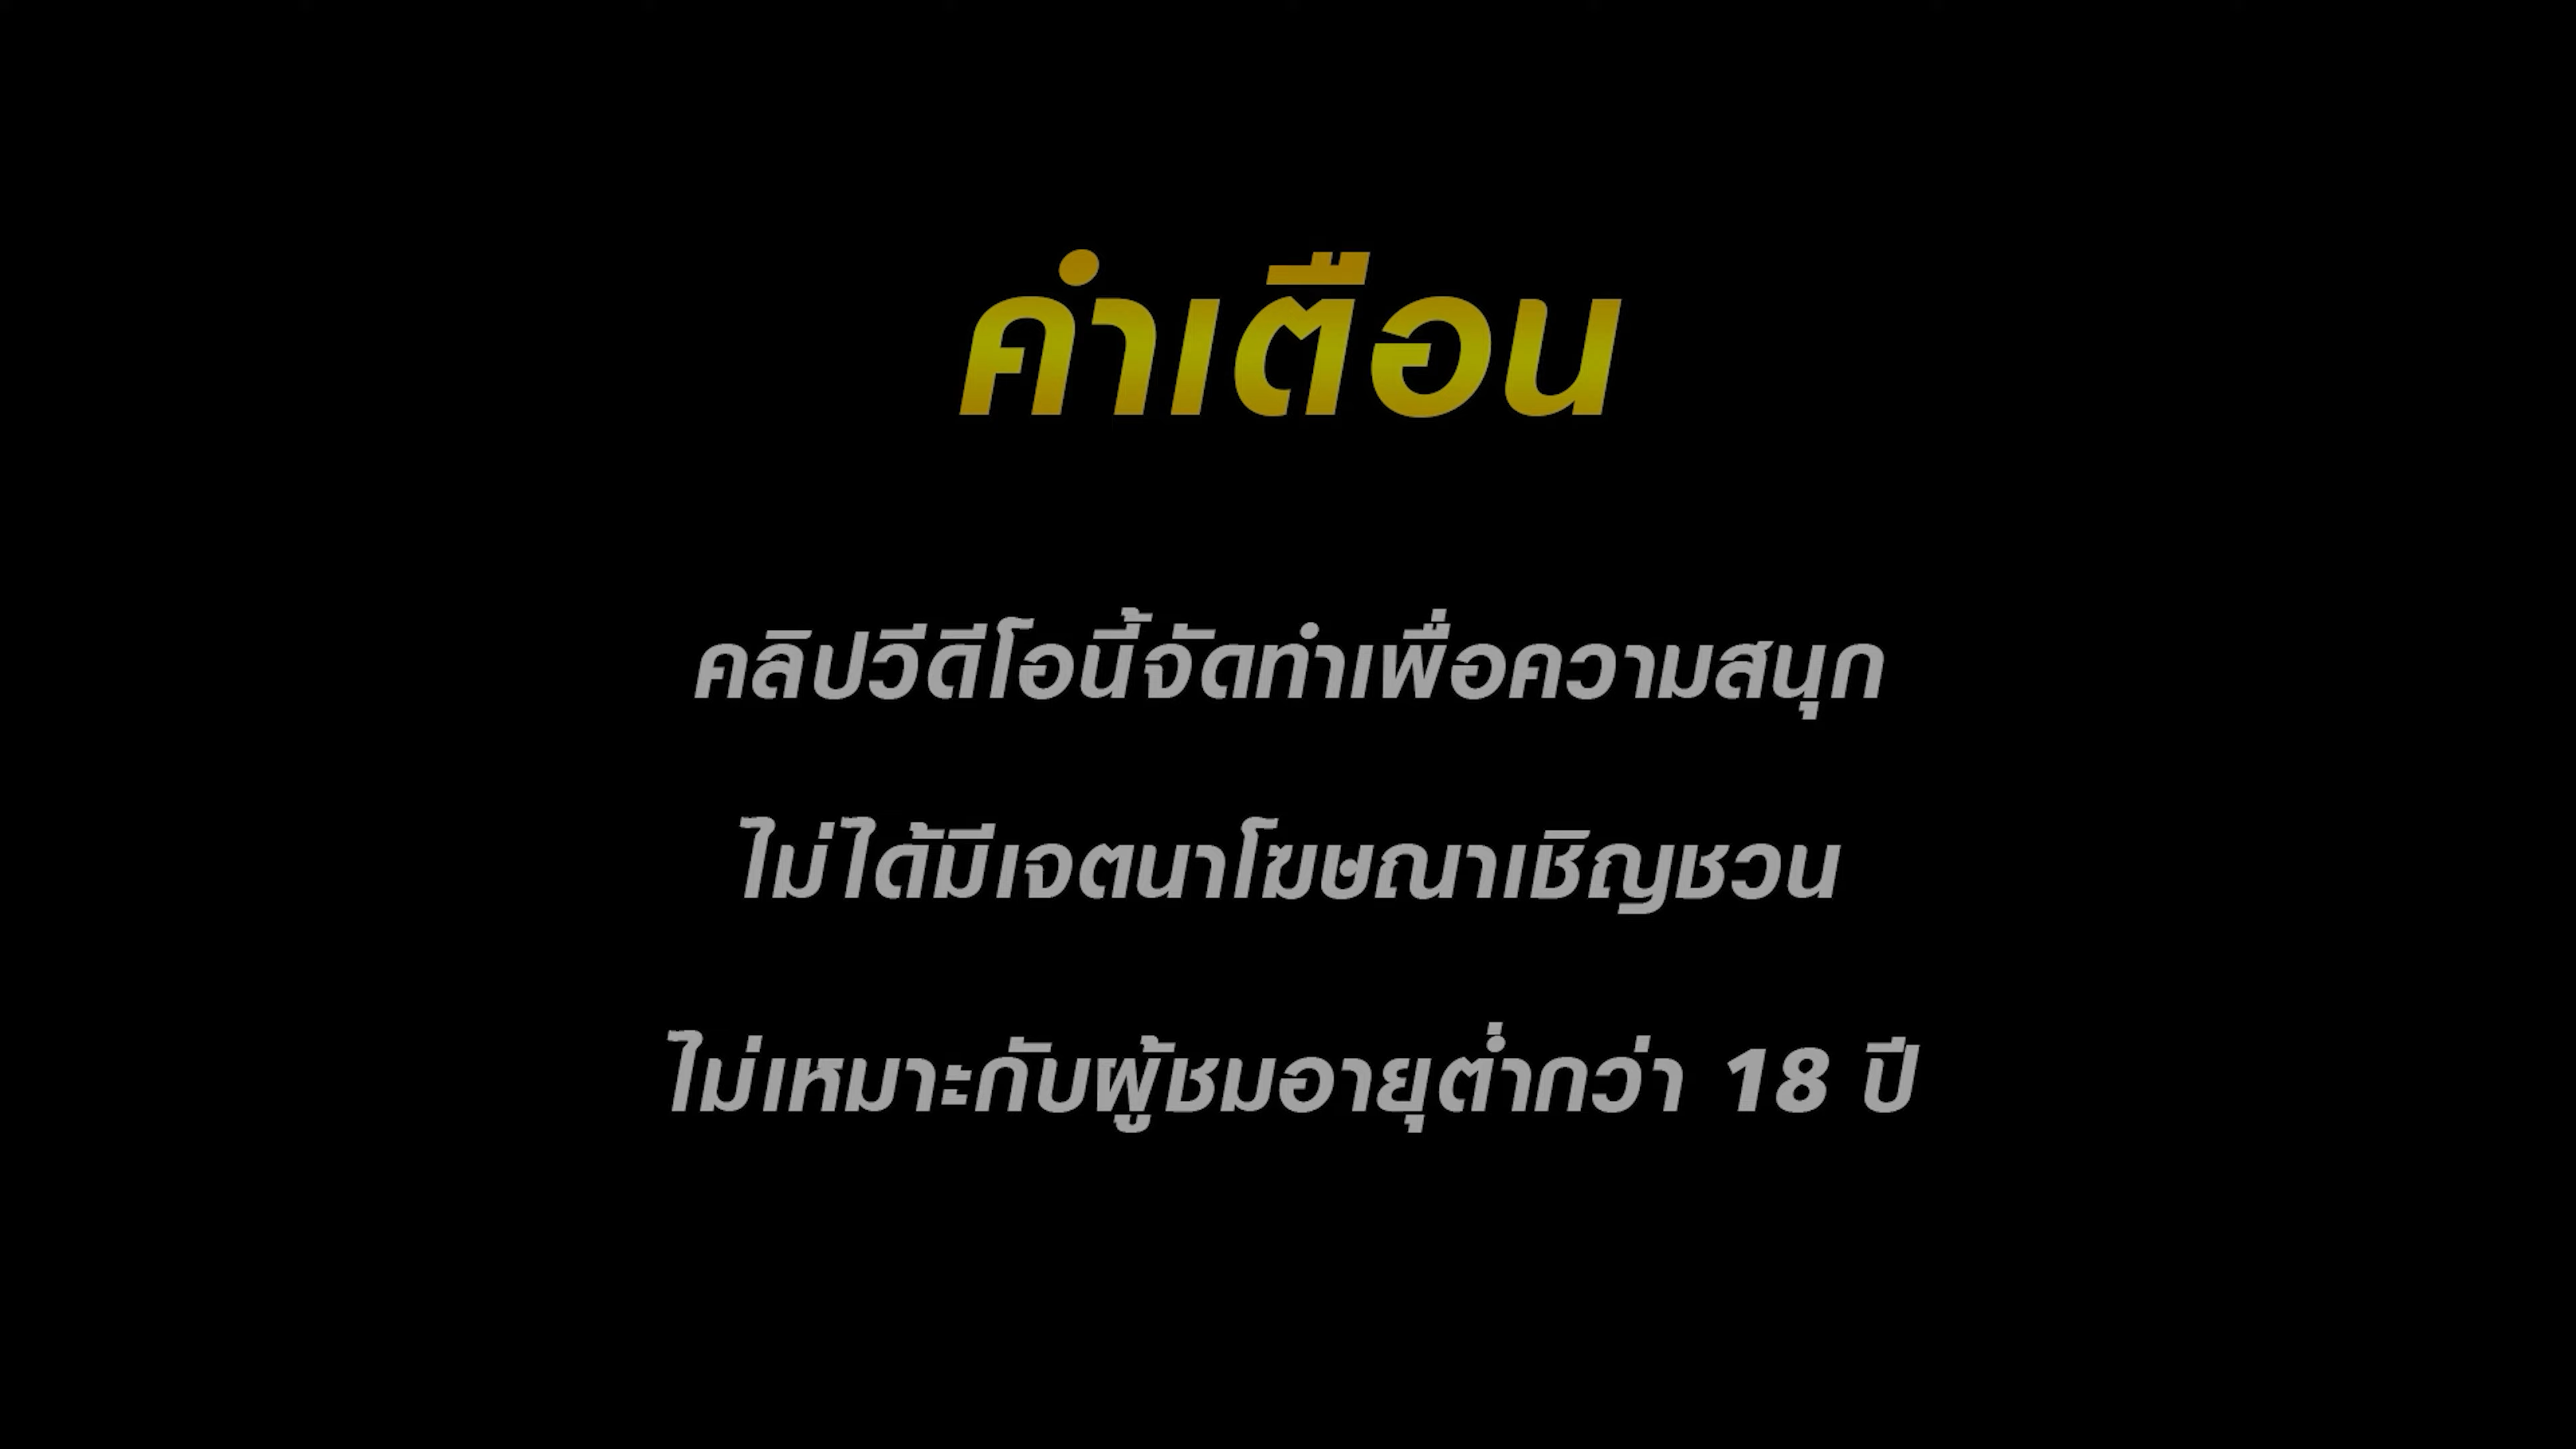 คำเตือน
คลิปวีดีโอนี้จัดทำเพื่อความสนุก
ไม่ได้มีเจตนาโฆษณาเชิญชวน
ไม่เหมาะกับผู้ชมอายุต่ำกว่า 18 ปี